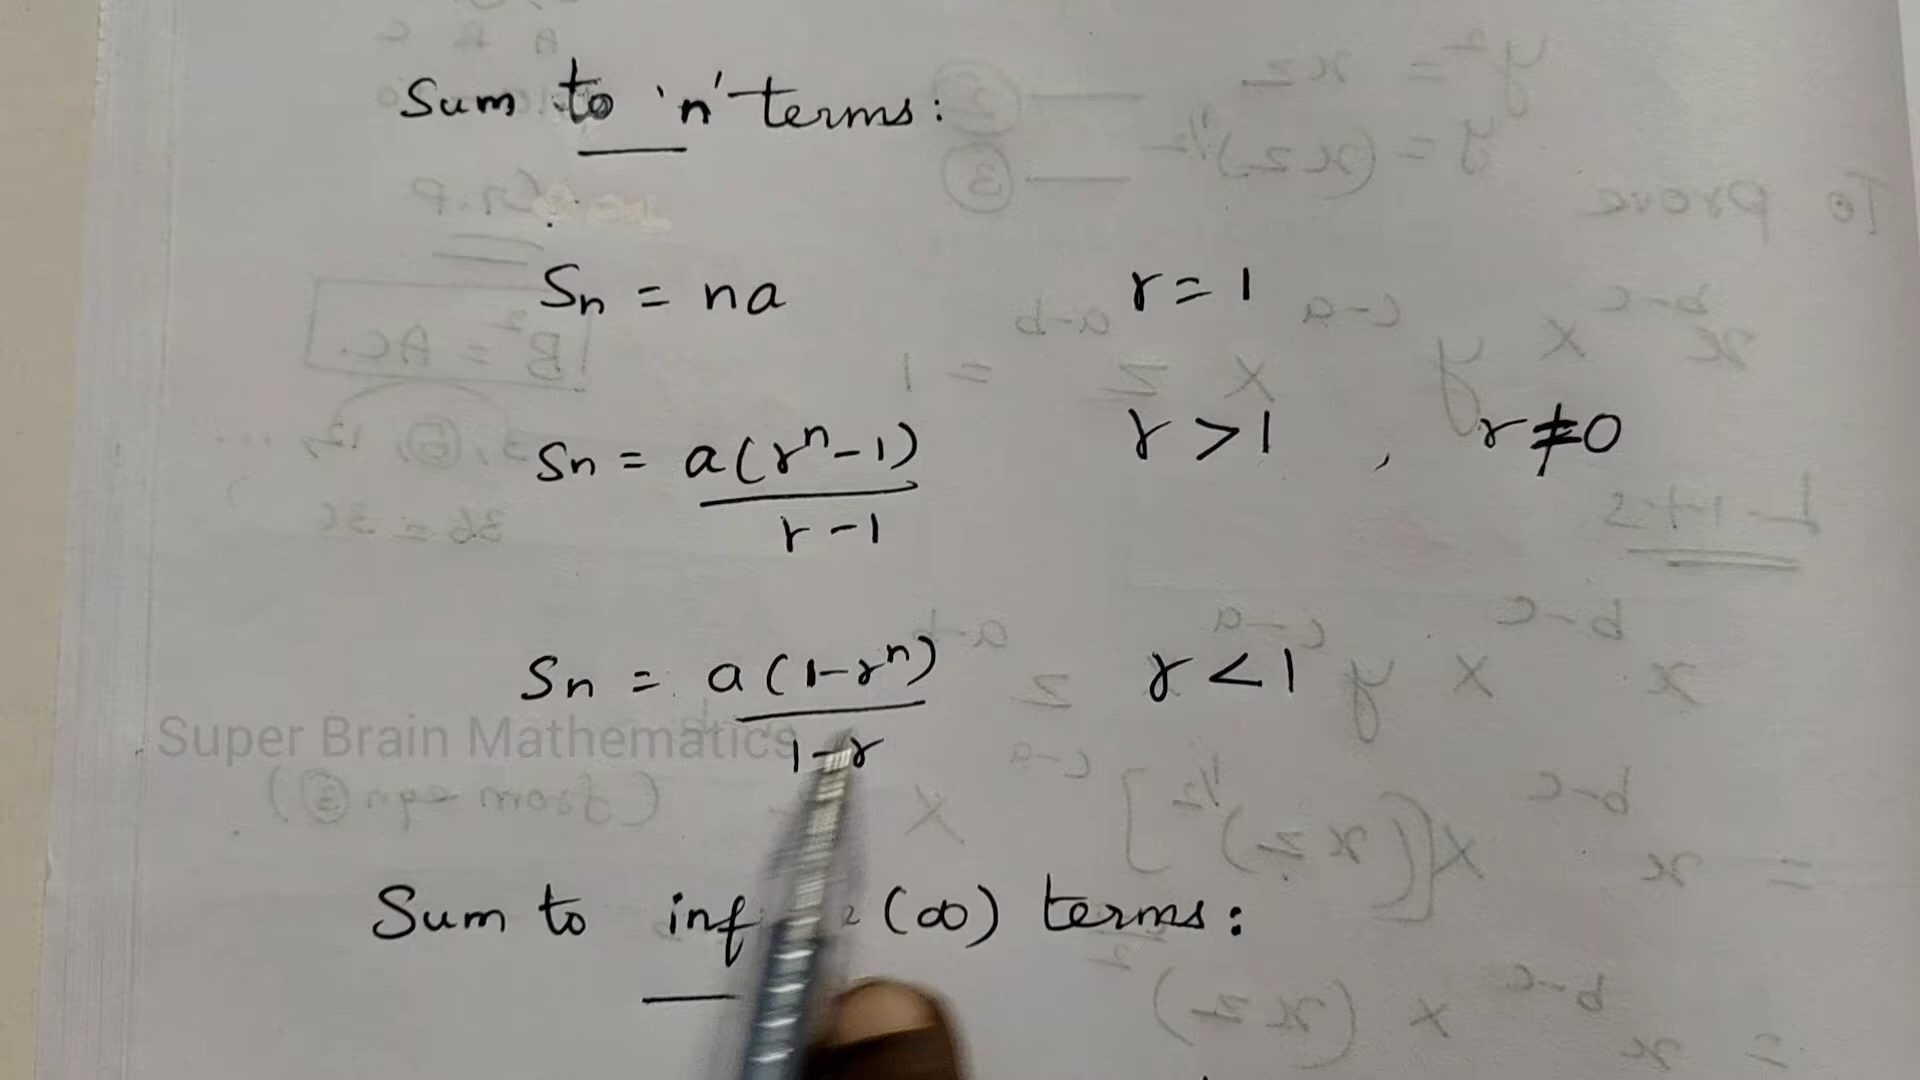 Sum to 'n' terms:
Sn = na r = 1
Sn = a(rⁿ-1) / r-1 r > 1 , r ≠ 0
Sn = a(1-rⁿ) / 1-r r < 1
Super Brain Mathematics
Sum to (∞) terms: